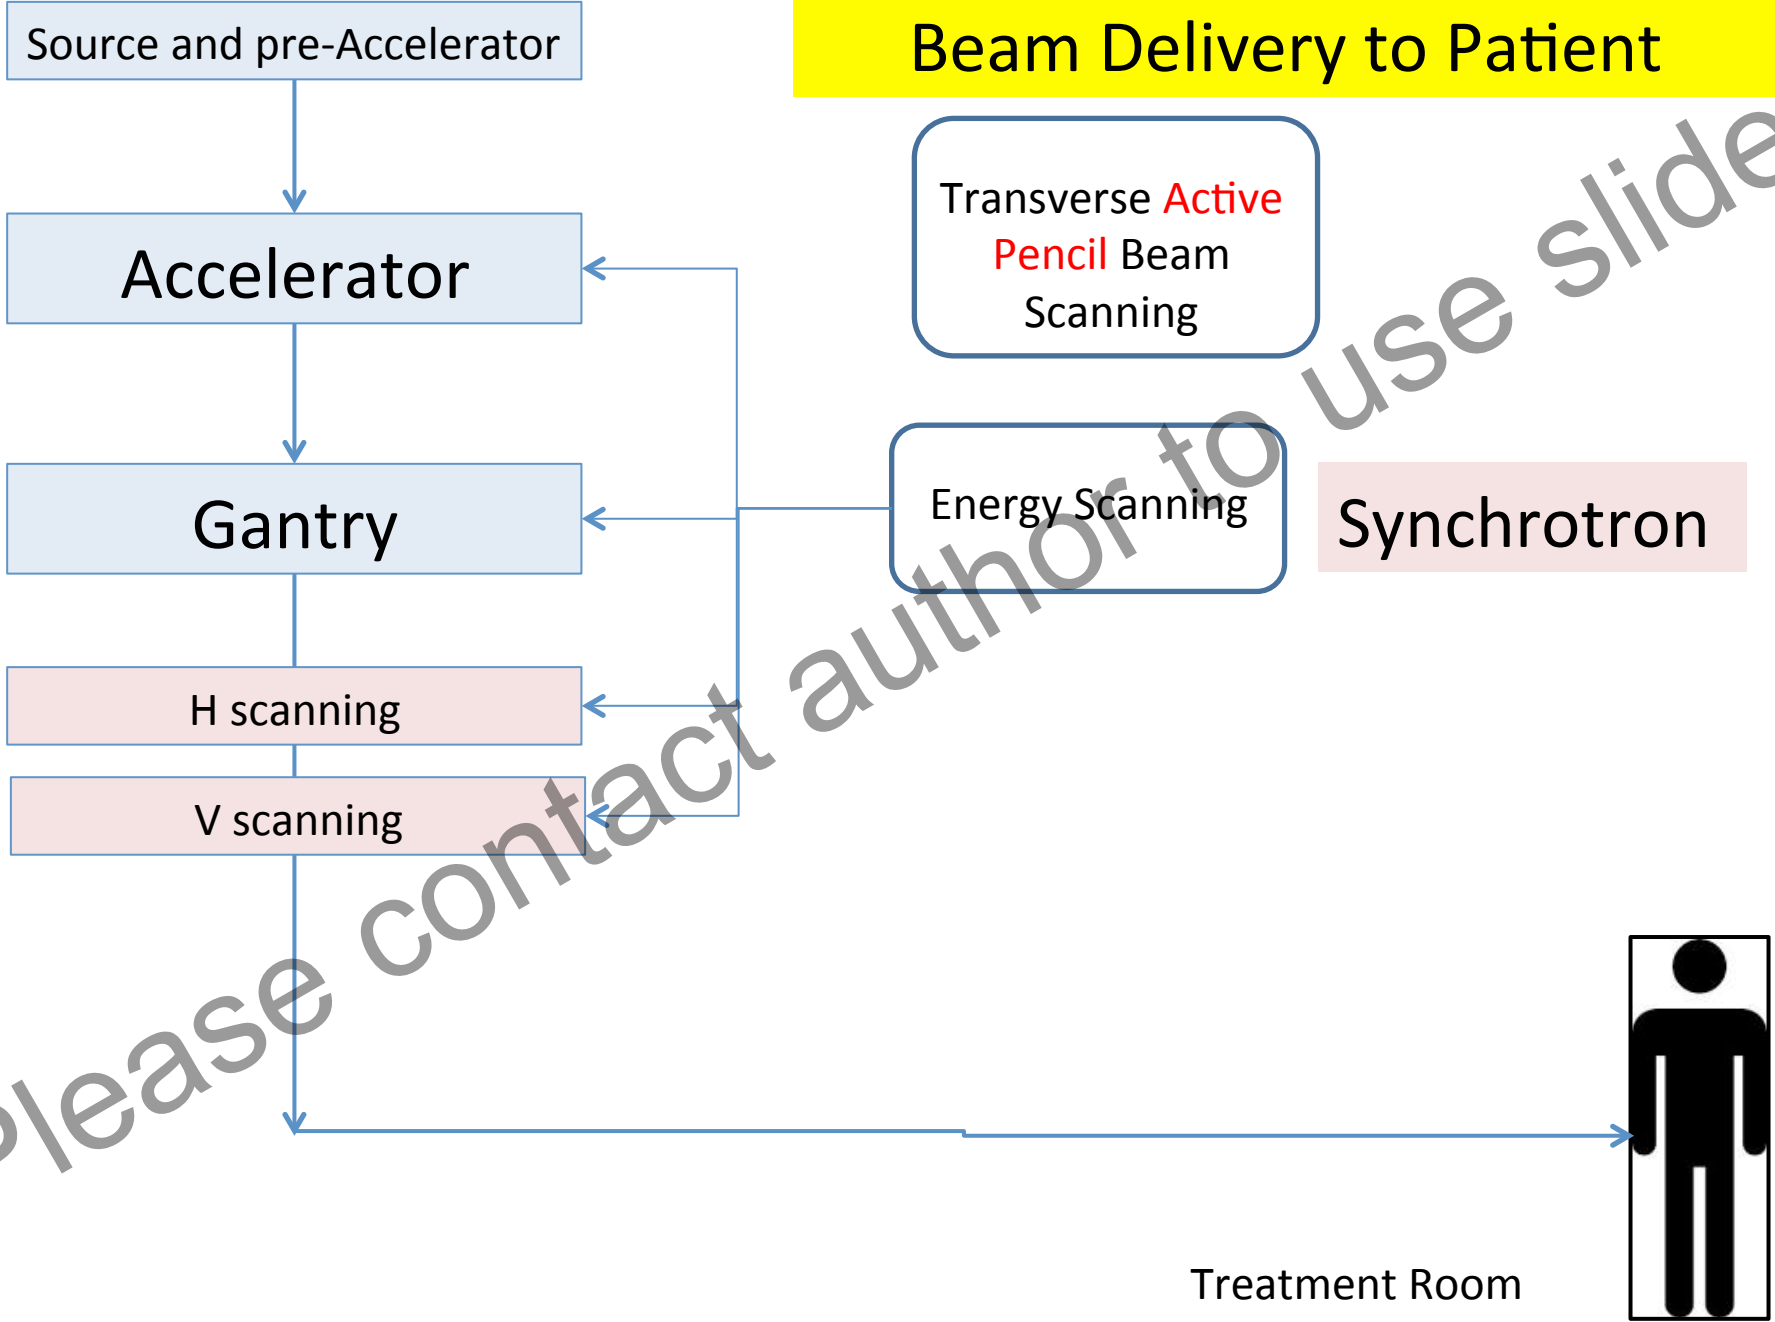 Source and pre-Accelerator
Beam Delivery to Patient
Transverse Active
Pencil Beam
Scanning
Accelerator
Gantry
Energy Scanning
Synchrotron
H scanning
V scanning
Treatment Room
Please contact author to use slide